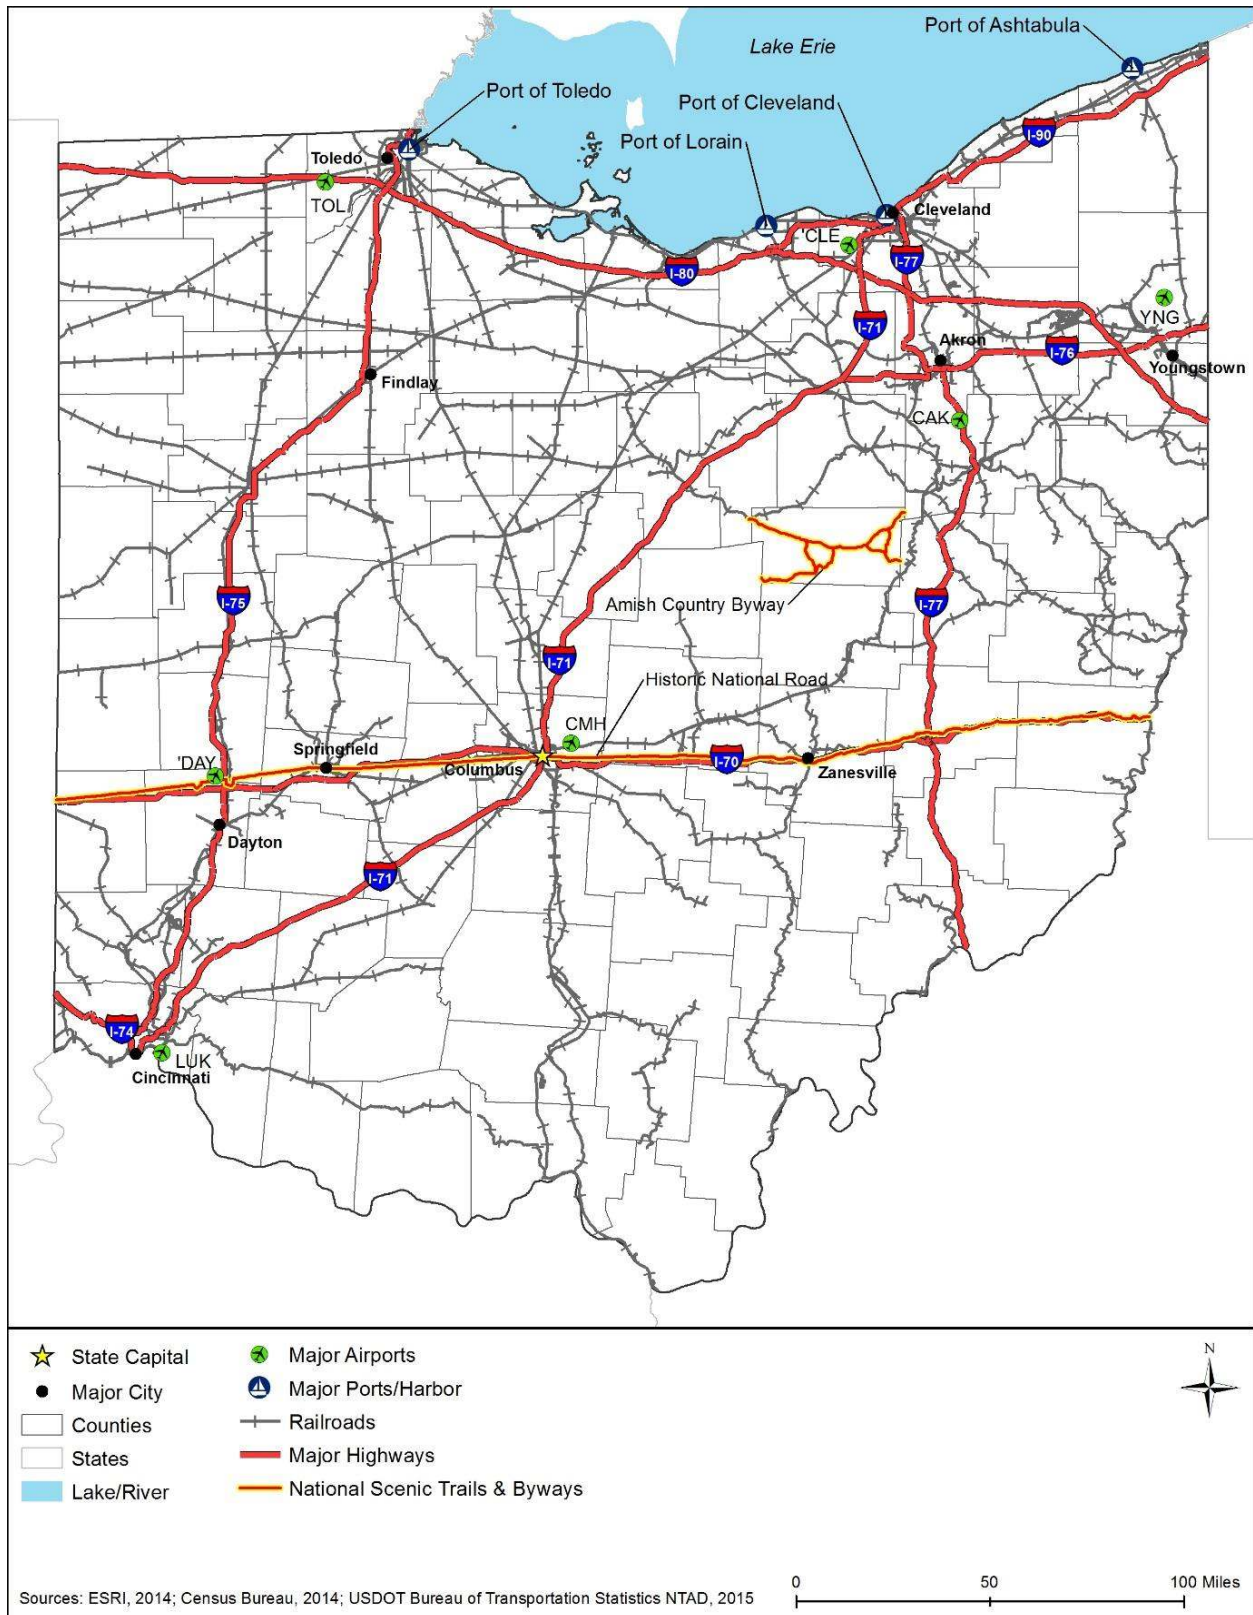 Port of Ashtabula
Lake Erie
Port of Toledo
Port of Cleveland
Port of Lorain
I-90
Toledo
TOL
Cleveland
CLE
I-77
I-80
YNG
I-71
Akron
I-76
Youngstown
Findlay
CAK
I-75
Amish Country Byway
I-77
I-71
Historic National Road
CMH
Springfield
'DAY
Columbus
I-70
Zanesville
Dayton
I-71
I-74
LUK
Cincinnati
State Capital
Major City
Counties
States
Lake/River
Major Airports
Major Ports/Harbor
Railroads
Major Highways
National Scenic Trails & Byways
N
Sources: ESRI, 2014; Census Bureau, 2014; USDOT Bureau of Transportation Statistics NTAD, 2015
0 50 100 Miles